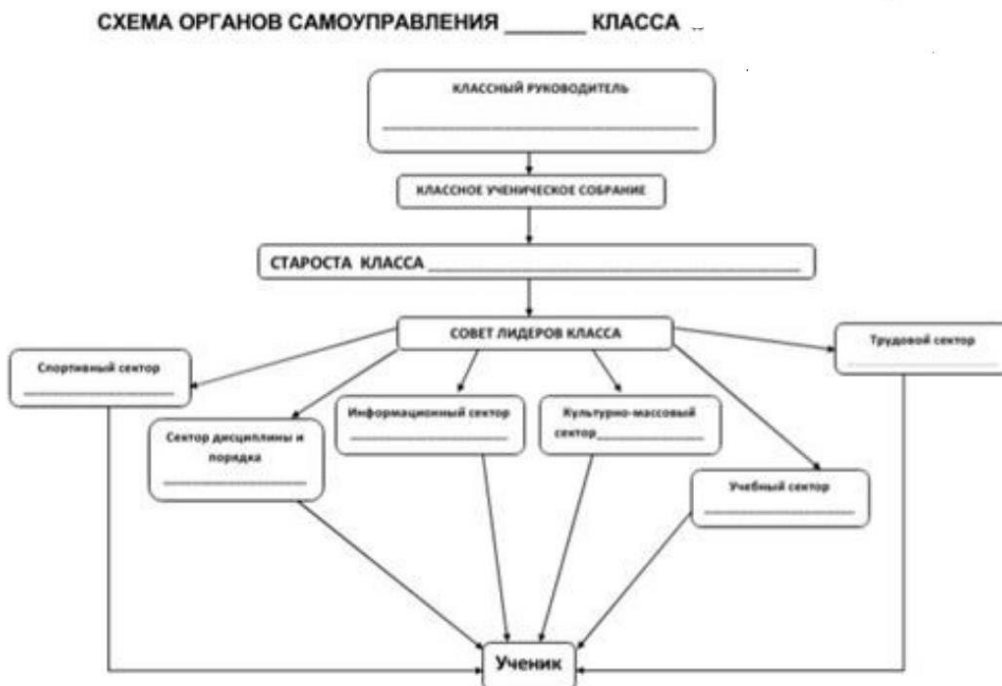 СХЕМА ОРГАНОВ САМОУПРАВЛЕНИЯ _______ КЛАССА
КЛАССНЫЙ РУКОВОДИТЕЛЬ
КЛАССНОЕ УЧЕНИЧЕСКОЕ СОБРАНИЕ
СТАРОСТА КЛАССА
СОВЕТ ЛИДЕРОВ КЛАССА
Трудовой сектор
Спортивный сектор
Информационный сектор
Культурно-массовый
сектор
Сектор дисциплины и
порядка
Учебный сектор
Ученик